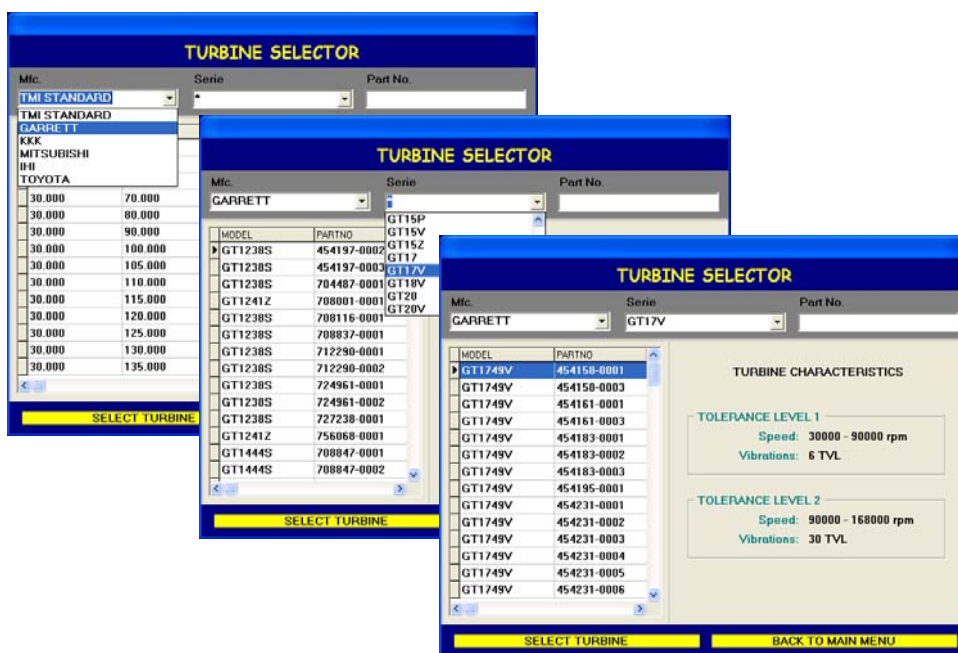 TURBINE SELECTOR
Mfc. Serie Part No.
TMI STANDARD *
TMI STANDARD
GARRETT
KKK
MITSUBISHI
IHI
TOYOTA
30.000 70.000
30.000 80.000
30.000 90.000
30.000 100.000
30.000 105.000
30.000 110.000
30.000 115.000
30.000 120.000
30.000 125.000
30.000 130.000
30.000 135.000
SELECT TURBINE
TURBINE SELECTOR
Mfc. Serie Part No.
GARRETT
GT15P
GT15V
GT15Z
GT17
GT17V
GT18V
GT20
GT20V
MODEL PARTNO
GT1238S 454197-0002
GT1238S 454197-0003
GT1238S 704487-0001
GT1241Z 708001-0001
GT1238S 708116-0001
GT1238S 708837-0001
GT1238S 712290-0001
GT1238S 712290-0002
GT1238S 724961-0001
GT1238S 724961-0002
GT1238S 727238-0001
GT1241Z 756068-0001
GT1444S 708847-0001
GT1444S 708847-0002
SELECT TURBINE
TURBINE SELECTOR
Mfc. Serie Part No.
GARRETT GT17V
MODEL PARTNO
GT1749V 454158-0001
GT1749V 454158-0003
GT1749V 454161-0001
GT1749V 454161-0003
GT1749V 454183-0001
GT1749V 454183-0002
GT1749V 454183-0003
GT1749V 454195-0001
GT1749V 454231-0001
GT1749V 454231-0002
GT1749V 454231-0003
GT1749V 454231-0004
GT1749V 454231-0005
GT1749V 454231-0006
TURBINE CHARACTERISTICS
TOLERANCE LEVEL 1
Speed: 30000 - 90000 rpm
Vibrations: 6 TVL
TOLERANCE LEVEL 2
Speed: 90000 - 168000 rpm
Vibrations: 30 TVL
SELECT TURBINE BACK TO MAIN MENU